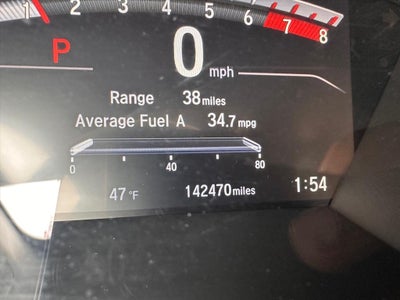 1 2 3 4 5 6 7 8
P 0 mph
Range 38 miles
Average Fuel A 34.7 mpg
0 40 80
47 °F 142470 miles 1:54